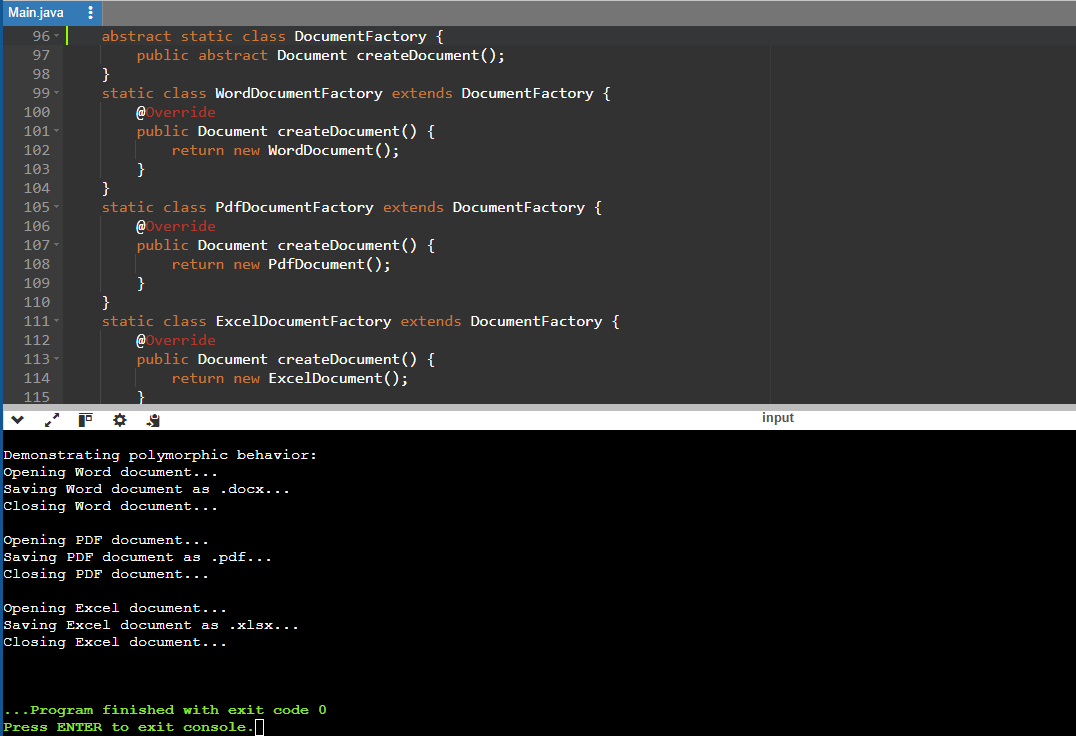 Main.java
96 abstract static class DocumentFactory {
97 public abstract Document createDocument();
98 }
99 static class WordDocumentFactory extends DocumentFactory {
100 @Override
101 public Document createDocument() {
102 return new WordDocument();
103 }
104 }
105 static class PdfDocumentFactory extends DocumentFactory {
106 @Override
107 public Document createDocument() {
108 return new PdfDocument();
109 }
110 }
111 static class ExcelDocumentFactory extends DocumentFactory {
112 @Override
113 public Document createDocument() {
114 return new ExcelDocument();
115 }
input
Demonstrating polymorphic behavior:
Opening Word document...
Saving Word document as .docx...
Closing Word document...
Opening PDF document...
Saving PDF document as .pdf...
Closing PDF document...
Opening Excel document...
Saving Excel document as .xlsx...
Closing Excel document...
...Program finished with exit code 0
Press ENTER to exit console.